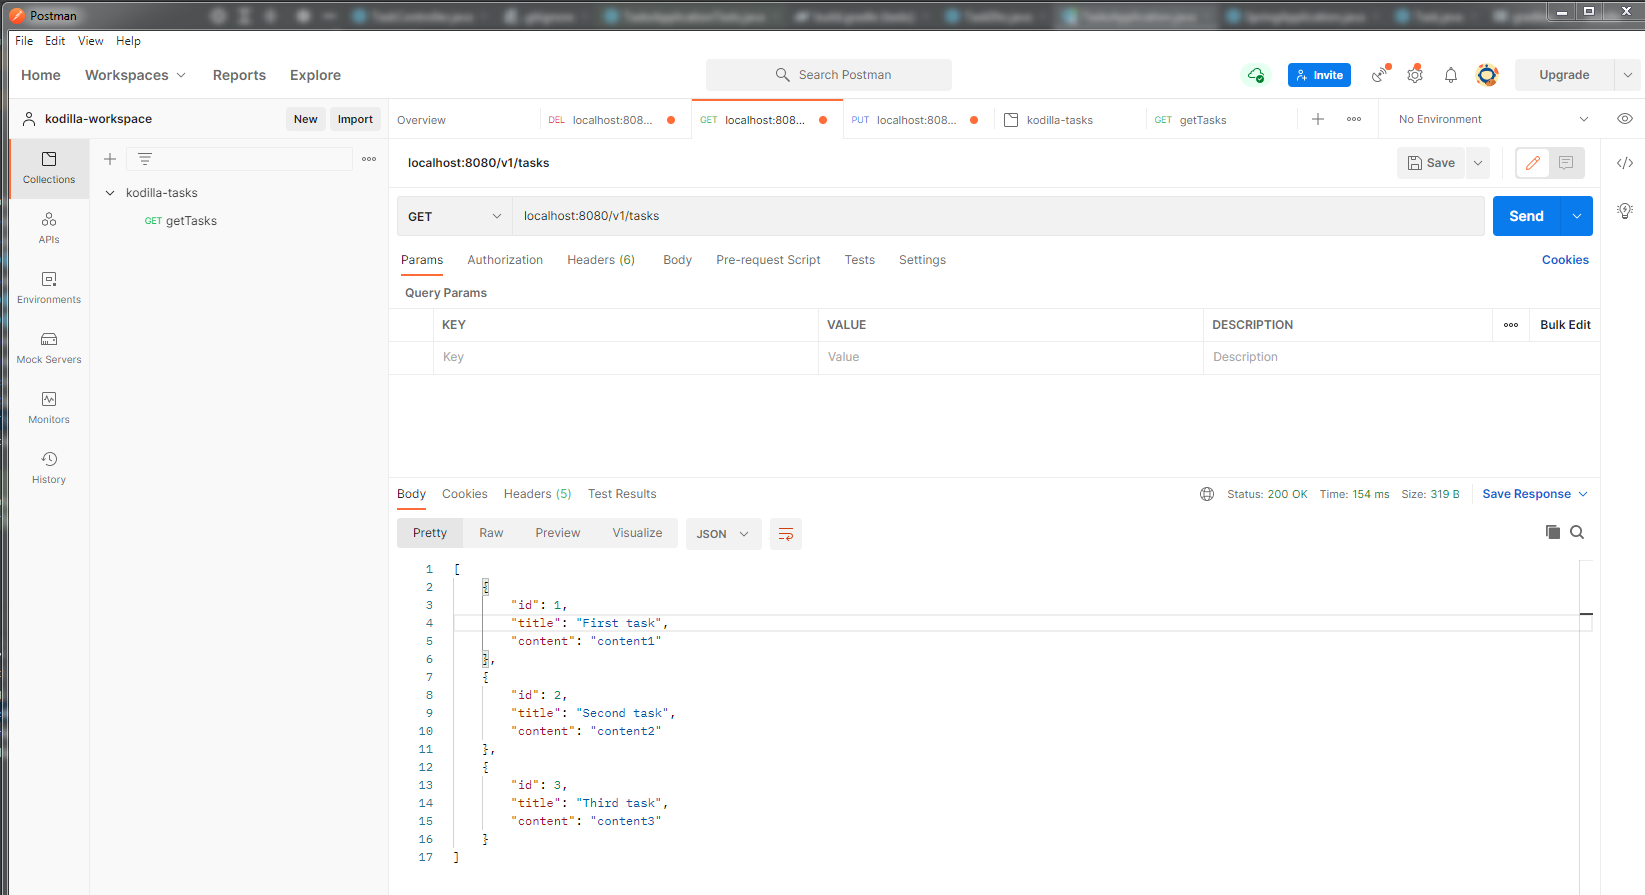 Postman
File Edit View Help
Home Workspaces Reports Explore Search Postman Invite Upgrade
kodilla-workspace New Import Overview DEL localhost:808... GET localhost:808... PUT localhost:808... kodilla-tasks GET getTasks No Environment
Collections
kodilla-tasks
GET getTasks
APIs
Environments
Mock Servers
Monitors
History
localhost:8080/v1/tasks Save
GET localhost:8080/v1/tasks Send
Params Authorization Headers (6) Body Pre-request Script Tests Settings Cookies
Query Params
KEY VALUE DESCRIPTION Bulk Edit
Key Value Description
Body Cookies Headers (5) Test Results Status: 200 OK Time: 154 ms Size: 319 B Save Response
Pretty Raw Preview Visualize JSON
1 [
2 {
3 "id": 1,
4 "title": "First task",
5 "content": "content1"
6 },
7 {
8 "id": 2,
9 "title": "Second task",
10 "content": "content2"
11 },
12 {
13 "id": 3,
14 "title": "Third task",
15 "content": "content3"
16 }
17 ]